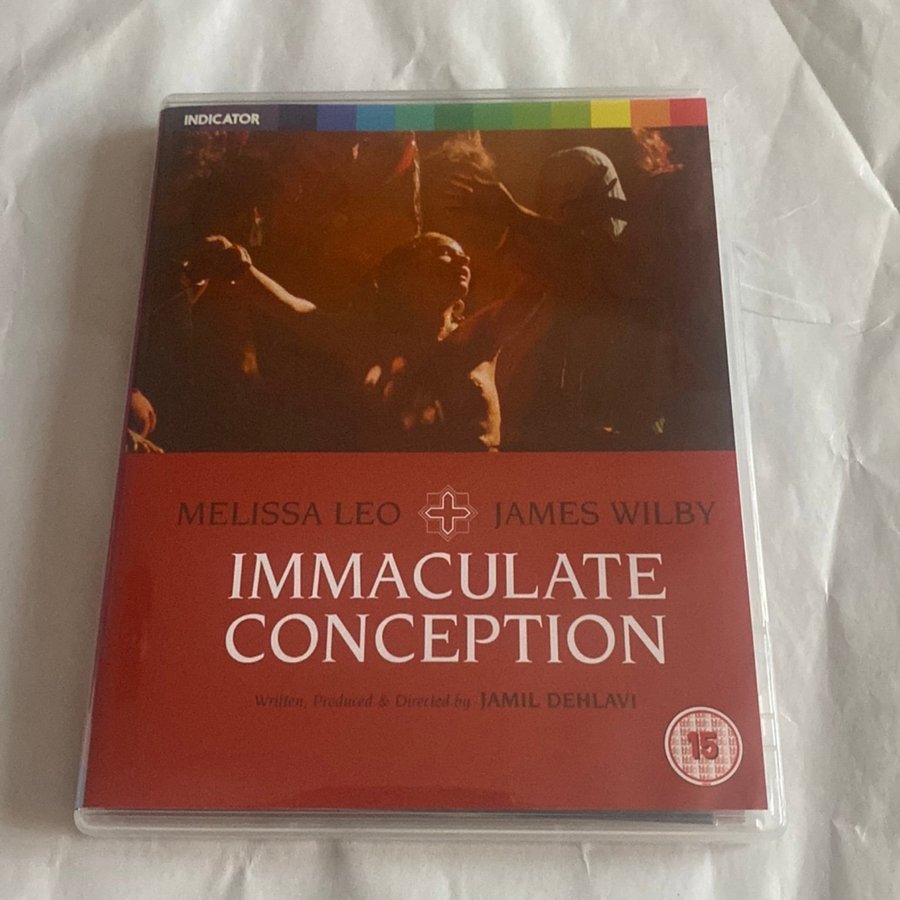 INDICATOR
MELISSA LEO JAMES WILBY
IMMACULATE
CONCEPTION
Written, Produced & Directed by JAMIL DEHLAVI
15